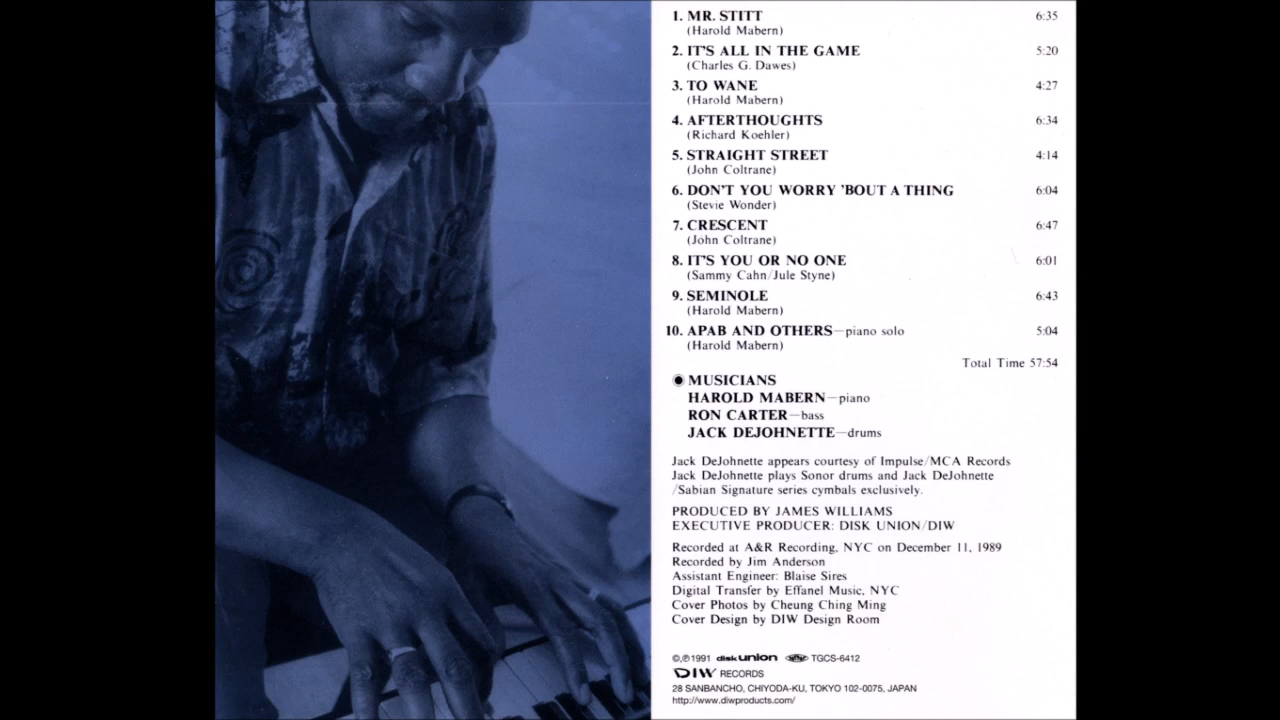 1. MR. STITT 6:35
(Harold Mabern)
2. IT'S ALL IN THE GAME 5:20
(Charles G. Dawes)
3. TO WANE 4:27
(Harold Mabern)
4. AFTERTHOUGHTS 6:34
(Richard Koehler)
5. STRAIGHT STREET 4:14
(John Coltrane)
6. DON'T YOU WORRY 'BOUT A THING 6:04
(Stevie Wonder)
7. CRESCENT 6:47
(John Coltrane)
8. IT'S YOU OR NO ONE 6:01
(Sammy Cahn/Jule Styne)
9. SEMINOLE 6:43
(Harold Mabern)
10. APAB AND OTHERS—piano solo 5:04
(Harold Mabern)
Total Time 57:54
MUSICIANS
HAROLD MABERN—piano
RON CARTER—bass
JACK DEJOHNETTE—drums
Jack DeJohnette appears courtesy of Impulse/MCA Records
Jack DeJohnette plays Sonor drums and Jack DeJohnette
/Sabian Signature series cymbals exclusively.
PRODUCED BY JAMES WILLIAMS
EXECUTIVE PRODUCER: DISK UNION/DIW
Recorded at A&R Recording, NYC on December 11, 1989
Recorded by Jim Anderson
Assistant Engineer: Blaise Sires
Digital Transfer by Effanel Music, NYC
Cover Photos by Cheung Ching Ming
Cover Design by DIW Design Room
©,℗1991 disk union TGCS-6412
DIW RECORDS
28 SANBANCHO, CHIYODA-KU, TOKYO 102-0075, JAPAN
http://www.diwproducts.com/